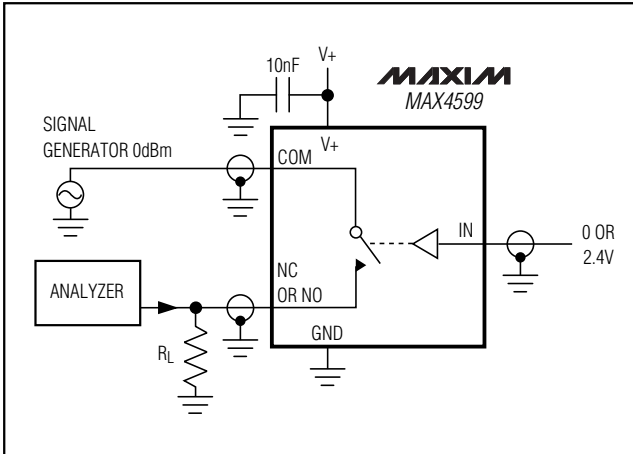 10nF
V+
MAXIM
MAX4599
SIGNAL
GENERATOR 0dBm
V+
COM
IN
0 OR
2.4V
ANALYZER
NC
OR NO
RL
GND